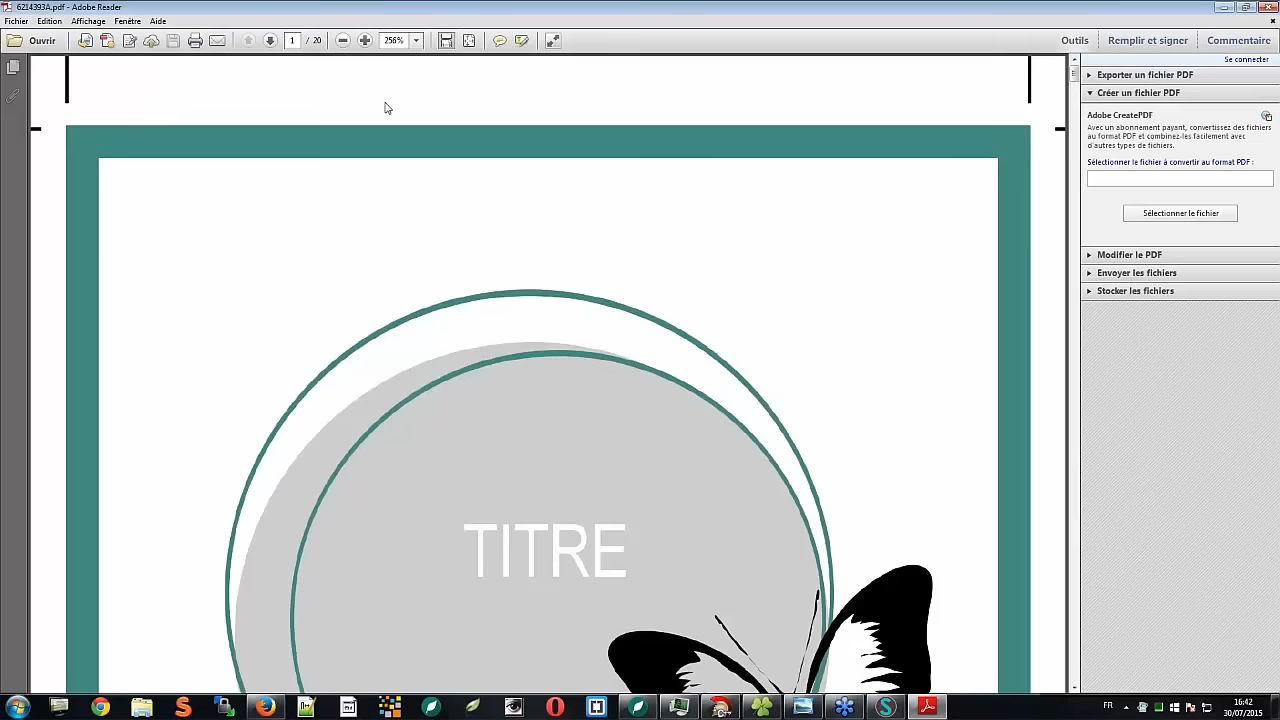 6214393A.pdf - Adobe Reader
Fichier Edition Affichage Fenêtre Aide
Ouvrir 1 / 20 256% Outils Remplir et signer Commentaire
Se connecter
Exporter un fichier PDF
Créer un fichier PDF
Adobe CreatePDF
Avec un abonnement payant, convertissez des fichiers
au format PDF et combinez-les facilement avec
d'autres types de fichiers.
Sélectionner le fichier à convertir au format PDF :
Sélectionner le fichier
Modifier le PDF
Envoyer les fichiers
Stocker les fichiers
TITRE
FR
16:42
30/07/2015